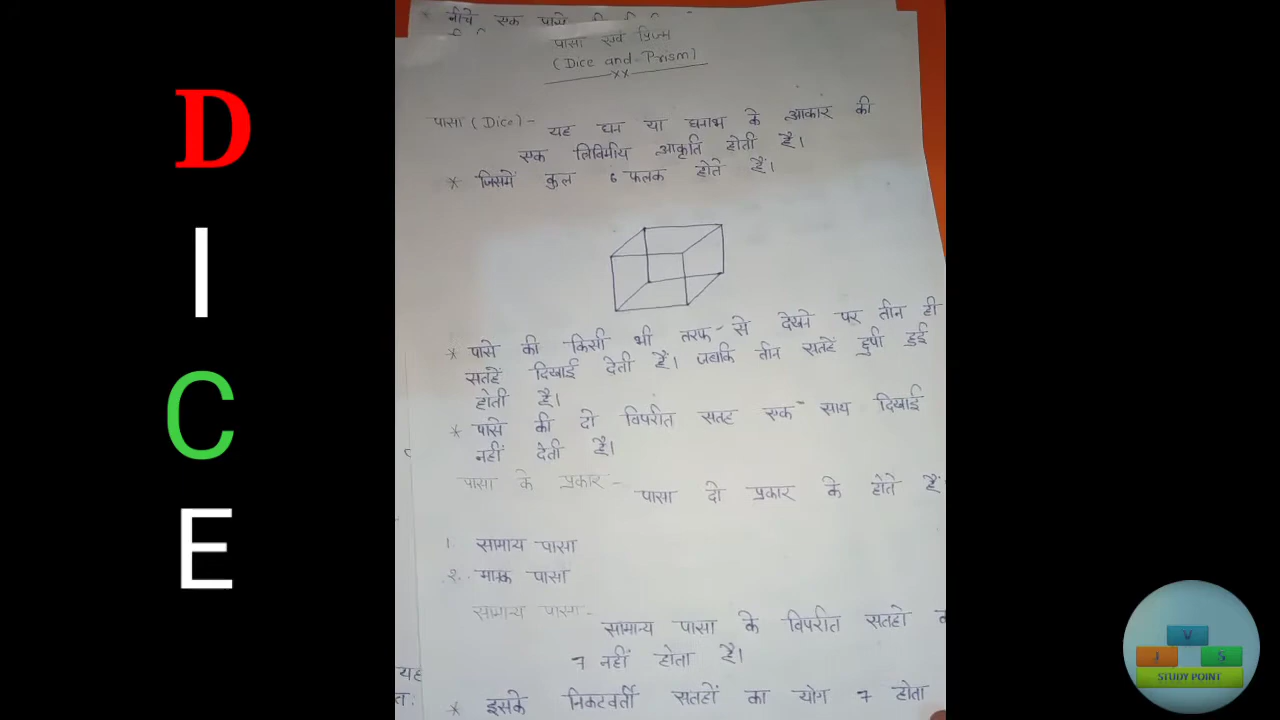 D
I
C
E
* नीचे एक पासे
पासा एवं प्रिज्म
(Dice and Prism)
पासा (Dice) - यह घन या घनाभ के आकार की
एक त्रिविमीय आकृति होती है।
* जिसमें कुल 6 फलक होते हैं।
* पासे की किसी भी तरफ से देखने पर तीन ही
सतहें दिखाई देती हैं। जबकि तीन सतहें छुपी हुई
होती है।
* पासे की दो विपरीत सतह एक साथ दिखाई
नहीं देती है।
पासा के प्रकार - पासा दो प्रकार के होते हैं
1. सामान्य पासा
2. मानक पासा
सामान्य पासा - सामान्य पासा के विपरीत सतहो
7 नहीं होता है।
यह
त:
* इसके निकटवर्ती सतहों का योग 7 होता
J V S
STUDY POINT